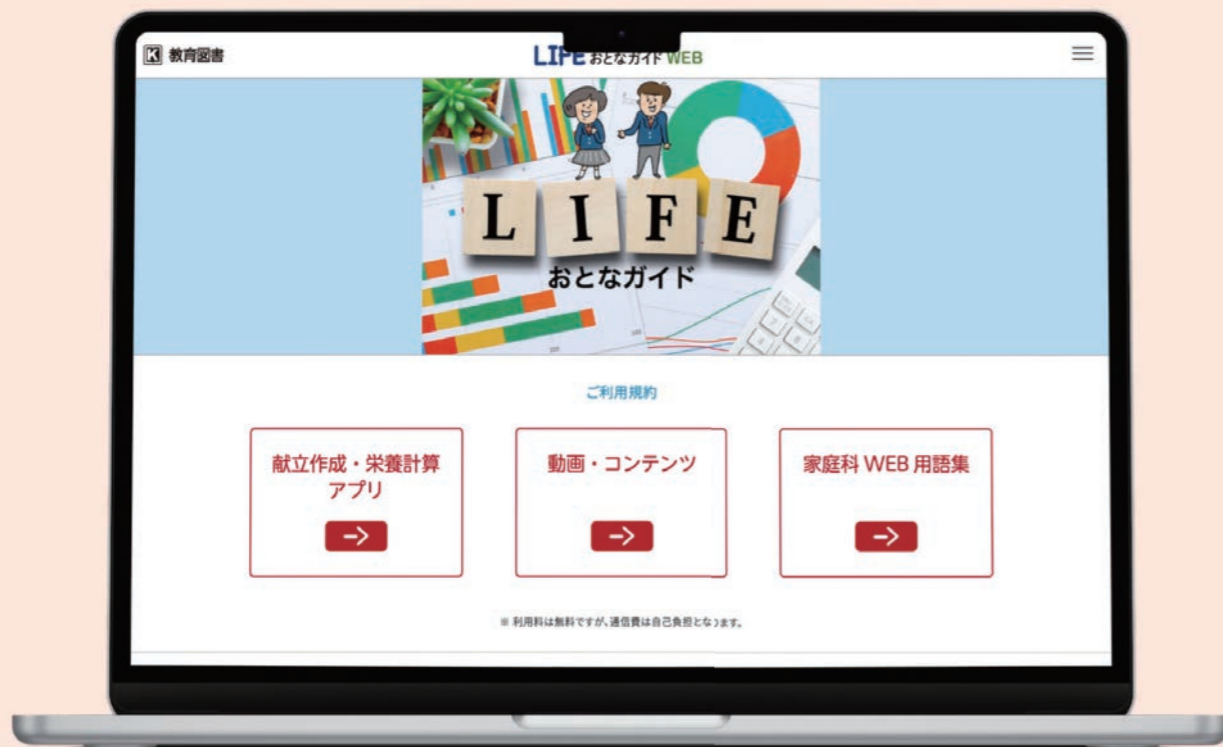 教育図書
LIFE おとなガイド WEB
LIFE
おとなガイド
ご利用規約
献立作成・栄養計算
アプリ
動画・コンテンツ
家庭科 WEB 用語集
※ 利用料は無料ですが、通信費は自己負担となります。